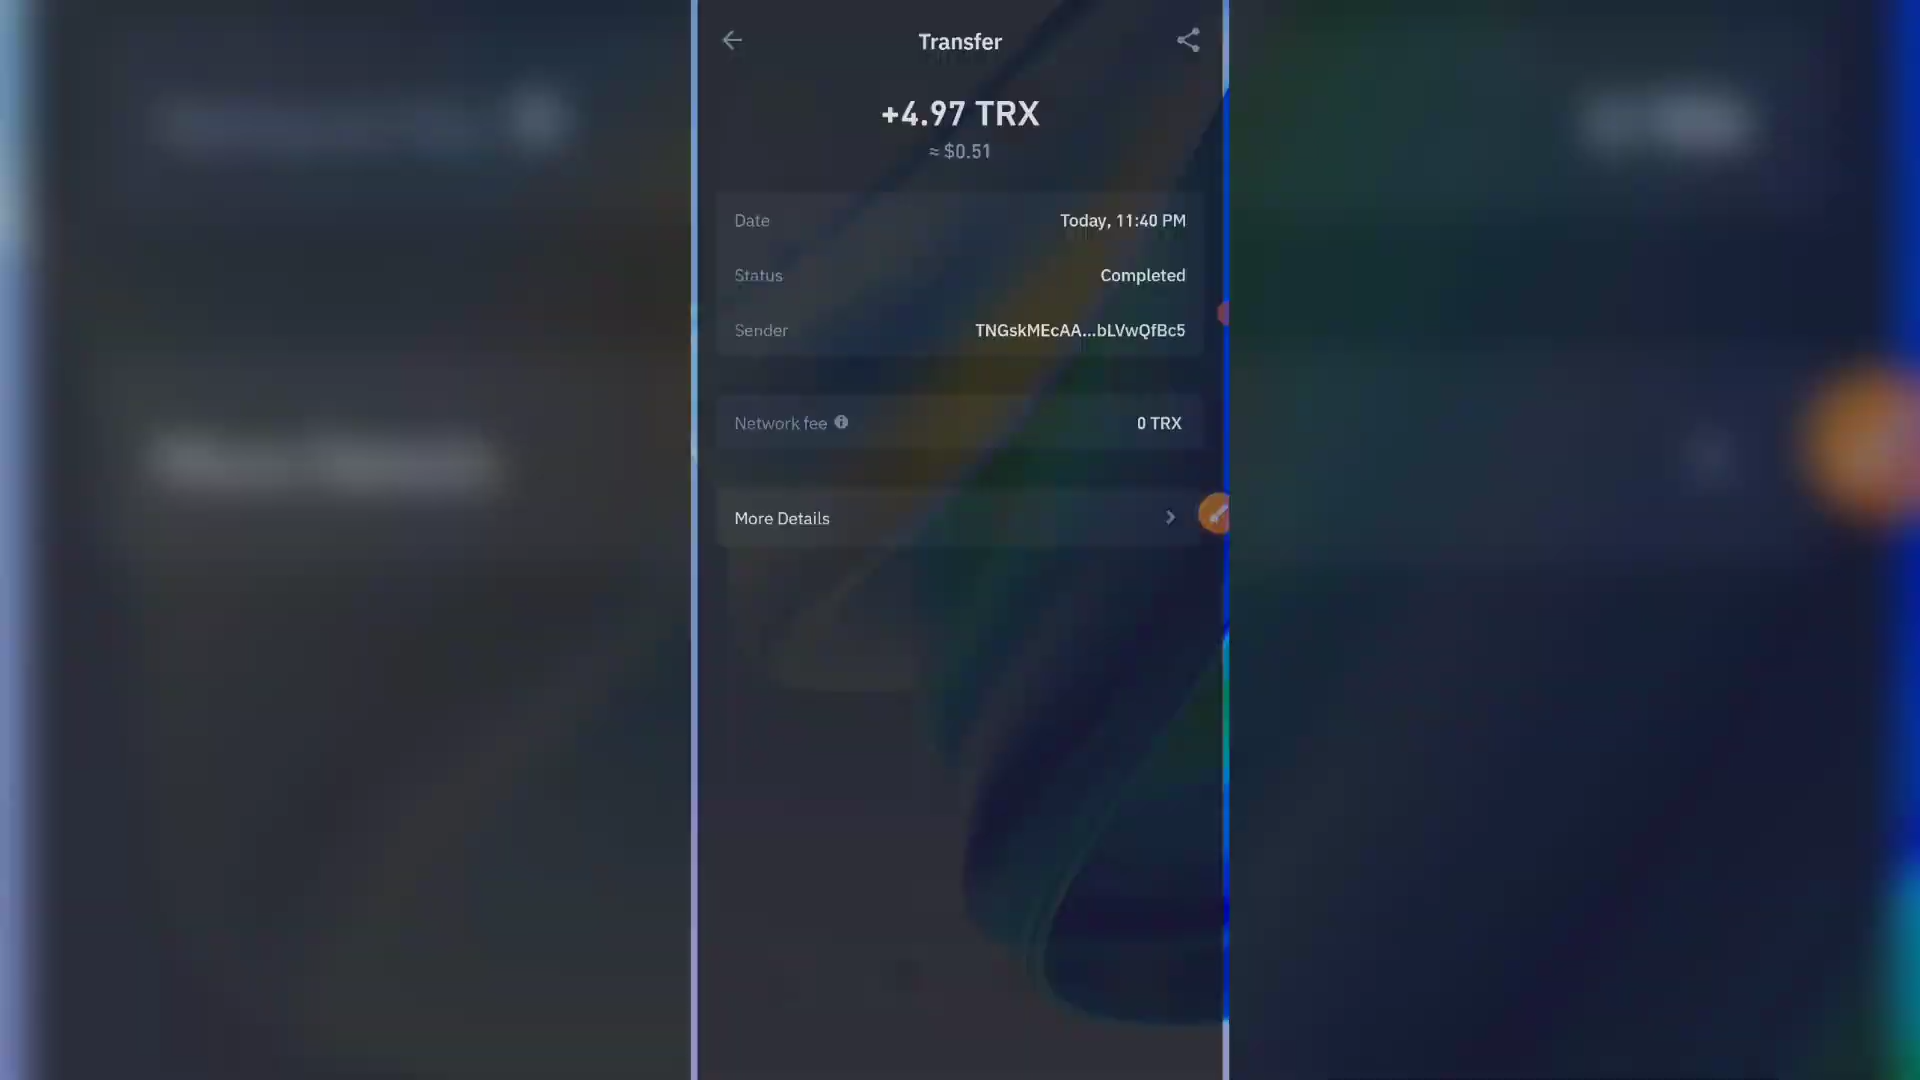 Transfer
+4.97 TRX
≈ $0.51
Date Today, 11:40 PM
Status Completed
Sender TNGskMEcAA...bLVwQfBc5
Network fee 0 TRX
More Details